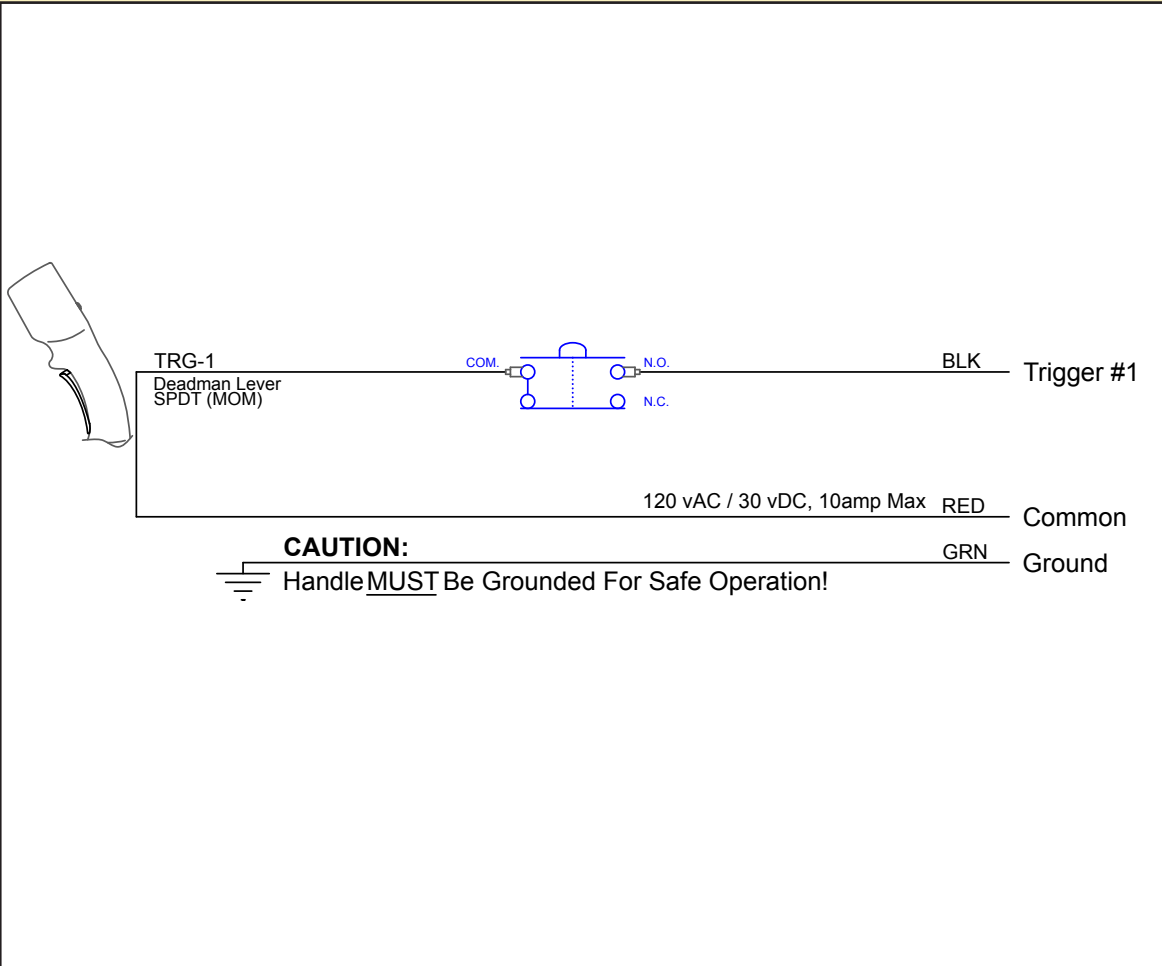 TRG-1
Deadman Lever
SPDT (MOM)
COM.
N.O.
N.C.
BLK
Trigger #1
120 vAC / 30 vDC, 10amp Max
RED
Common
CAUTION:
Handle MUST Be Grounded For Safe Operation!
GRN
Ground